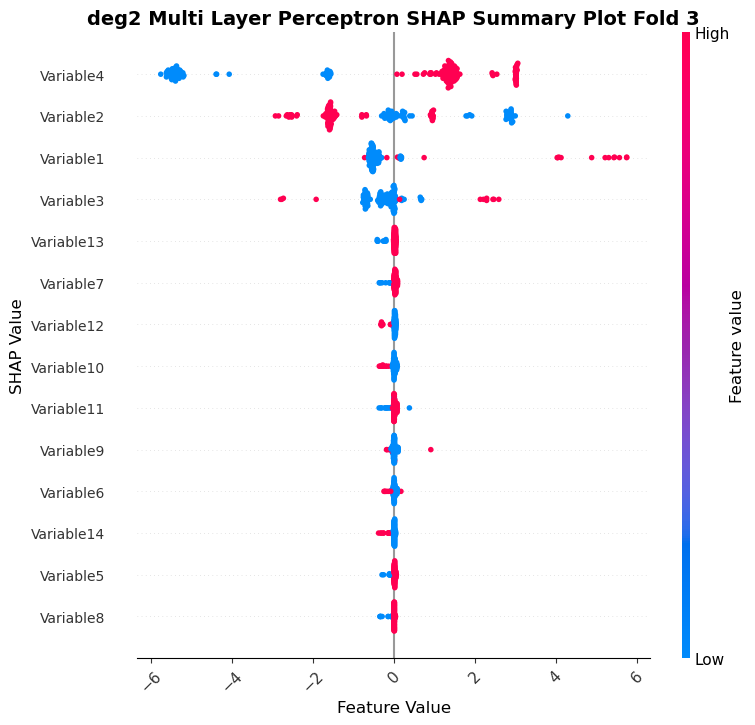 deg2 Multi Layer Perceptron SHAP Summary Plot Fold 3
High
Variable4
Variable2
Variable1
Variable3
Variable13
Variable7
Variable12
Variable10
Variable11
Variable9
Variable6
Variable14
Variable5
Variable8
SHAP Value
Feature value
Low
−6 −4 −2 0 2 4 6
Feature Value